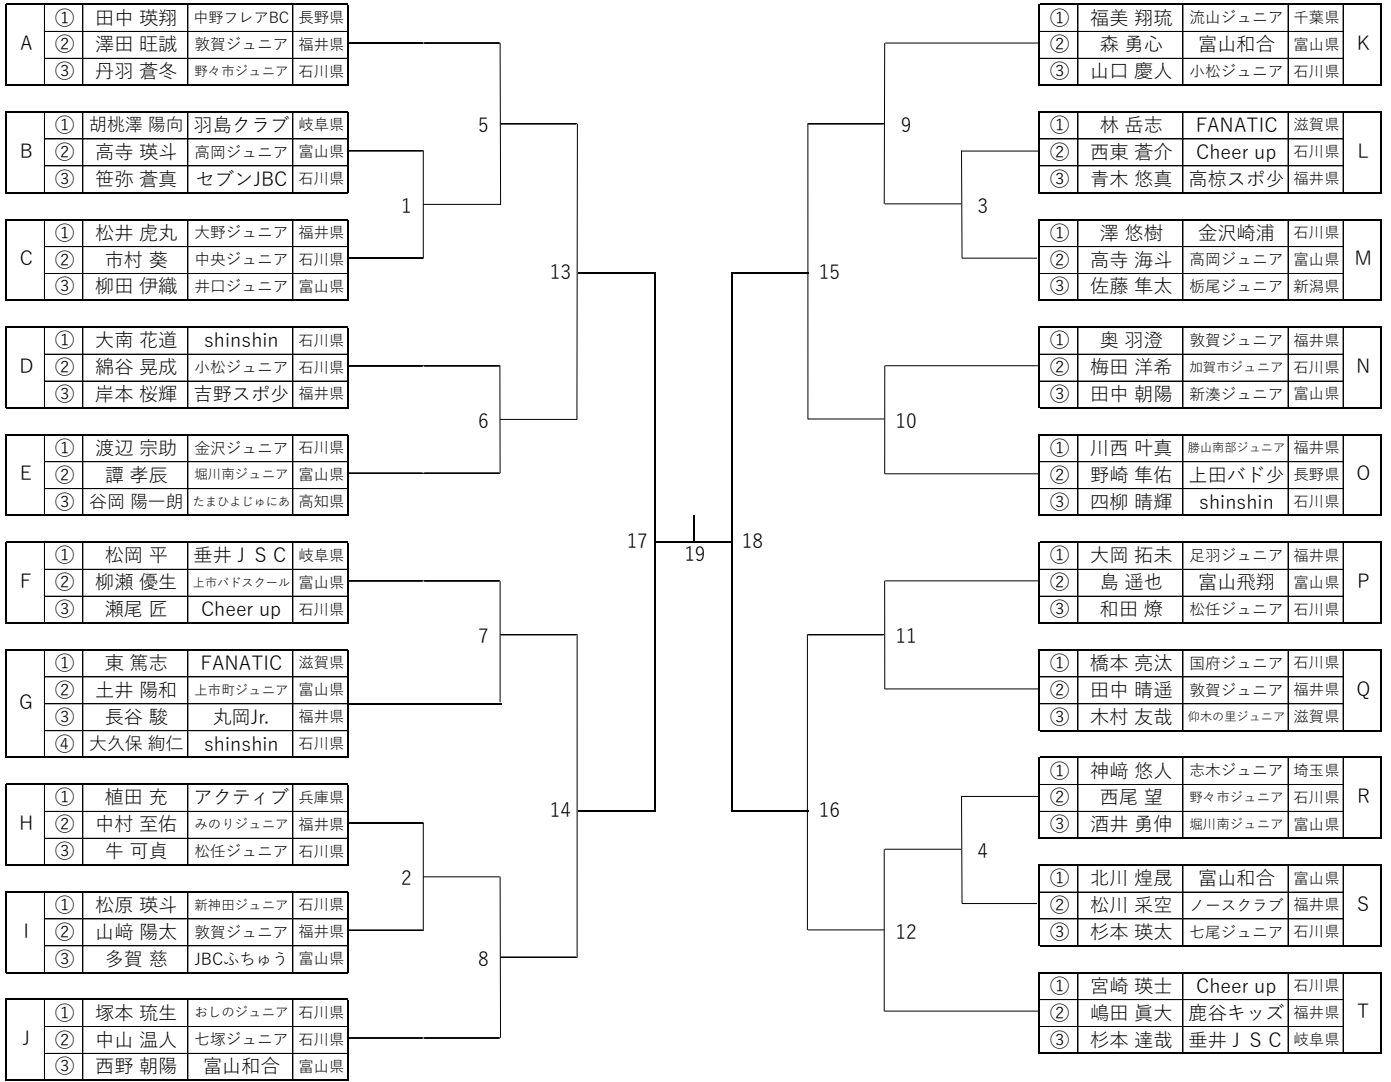 A
① 田中 瑛翔 中野フレアBC 長野県
② 澤田 旺誠 敦賀ジュニア 福井県
③ 丹羽 蒼冬 野々市ジュニア 石川県
B
① 胡桃澤 陽向 羽島クラブ 岐阜県
② 高寺 瑛斗 高岡ジュニア 富山県
③ 笹弥 蒼真 セブンJBC 石川県
C
① 松井 虎丸 大野ジュニア 福井県
② 市村 葵 中央ジュニア 石川県
③ 柳田 伊織 井口ジュニア 富山県
D
① 大南 花道 shinshin 石川県
② 綿谷 晃成 小松ジュニア 石川県
③ 岸本 桜輝 吉野スポ少 福井県
E
① 渡辺 宗助 金沢ジュニア 石川県
② 譚 孝辰 堀川南ジュニア 富山県
③ 谷岡 陽一朗 たまひよじゅにあ 高知県
F
① 松岡 平 垂井ＪＳＣ 岐阜県
② 柳瀬 優生 上市バドスクール 富山県
③ 瀬尾 匠 Cheer up 石川県
G
① 東 篤志 FANATIC 滋賀県
② 土井 陽和 上市町ジュニア 富山県
③ 長谷 駿 丸岡Jr. 福井県
④ 大久保 絢仁 shinshin 石川県
H
① 植田 充 アクティブ 兵庫県
② 中村 至佑 みのりジュニア 福井県
③ 牛 可貞 松任ジュニア 石川県
I
① 松原 瑛斗 新神田ジュニア 石川県
② 山﨑 陽太 敦賀ジュニア 福井県
③ 多賀 慈 JBCふちゅう 富山県
J
① 塚本 琉生 おしのジュニア 石川県
② 中山 温人 七塚ジュニア 石川県
③ 西野 朝陽 富山和合 富山県
5
1
13
6
17
7
14
2
8
19
18
9
3
15
10
11
16
4
12
① 福美 翔琉 流山ジュニア 千葉県
② 森 勇心 富山和合 富山県
③ 山口 慶人 小松ジュニア 石川県
K
① 林 岳志 FANATIC 滋賀県
② 西東 蒼介 Cheer up 石川県
③ 青木 悠真 高椋スポ少 福井県
L
① 澤 悠樹 金沢崎浦 石川県
② 高寺 海斗 高岡ジュニア 富山県
③ 佐藤 隼太 栃尾ジュニア 新潟県
M
① 奥 羽澄 敦賀ジュニア 福井県
② 梅田 洋希 加賀市ジュニア 石川県
③ 田中 朝陽 新湊ジュニア 富山県
N
① 川西 叶真 勝山南部ジュニア 福井県
② 野崎 隼佑 上田バド少 長野県
③ 四柳 晴輝 shinshin 石川県
O
① 大岡 拓未 足羽ジュニア 福井県
② 島 遥也 富山飛翔 富山県
③ 和田 燎 松任ジュニア 石川県
P
① 橋本 亮汰 国府ジュニア 石川県
② 田中 晴遥 敦賀ジュニア 福井県
③ 木村 友哉 仰木の里ジュニア 滋賀県
Q
① 神﨑 悠人 志木ジュニア 埼玉県
② 西尾 望 野々市ジュニア 石川県
③ 酒井 勇伸 堀川南ジュニア 富山県
R
① 北川 煌晟 富山和合 富山県
② 松川 采空 ノースクラブ 福井県
③ 杉本 瑛太 七尾ジュニア 石川県
S
① 宮崎 瑛士 Cheer up 石川県
② 嶋田 眞大 鹿谷キッズ 福井県
③ 杉本 達哉 垂井ＪＳＣ 岐阜県
T